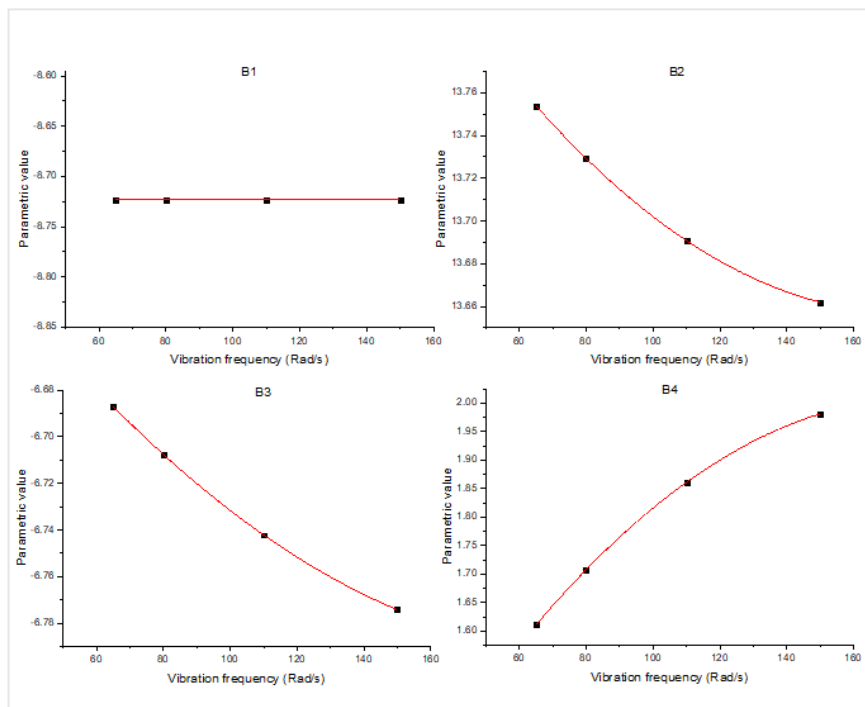 B1
-8.60
-8.65
-8.70
-8.75
-8.80
-8.85
Parametric value
60 80 100 120 140 160
Vibration frequency (Rad/s)
B2
13.76
13.74
13.72
13.70
13.68
13.66
Parametric value
60 80 100 120 140 160
Vibration frequency (Rad/s)
B3
-6.68
-6.70
-6.72
-6.74
-6.76
-6.78
Parametric value
60 80 100 120 140 160
Vibration frequency (Rad/s)
B4
2.00
1.95
1.90
1.85
1.80
1.75
1.70
1.65
1.60
Parametric value
60 80 100 120 140 160
Vibration frequency (Rad/s)